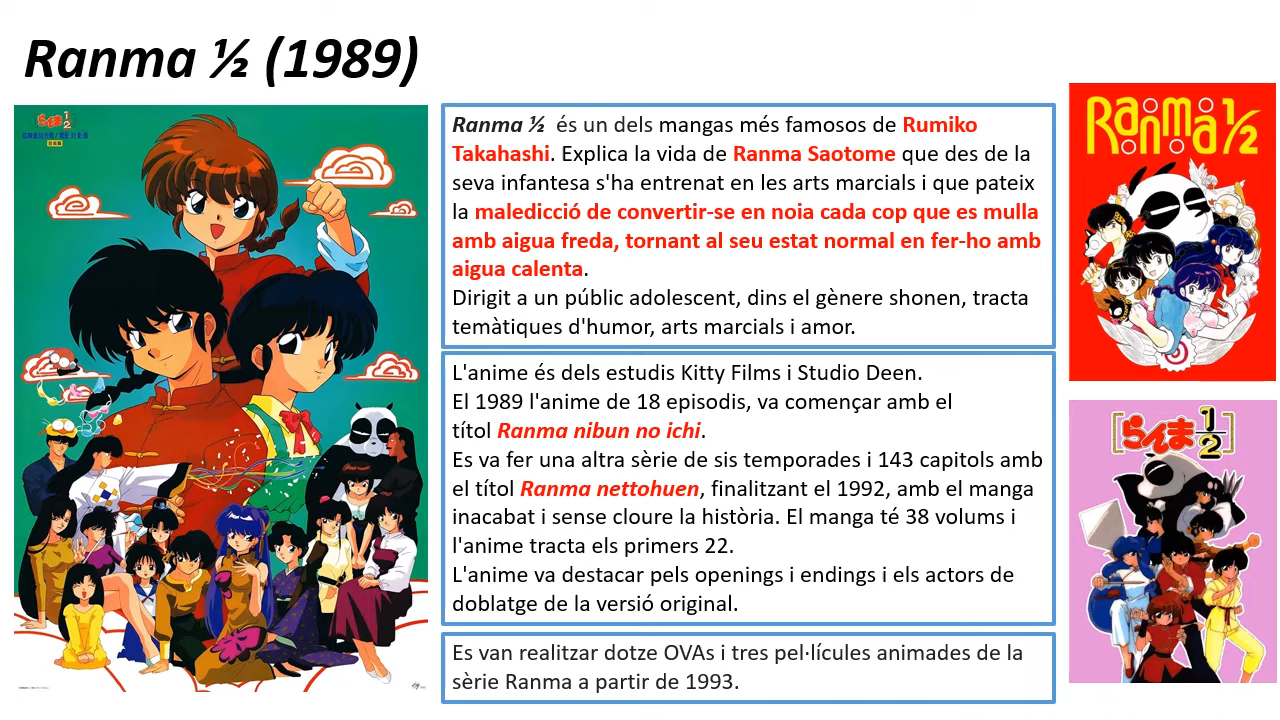 Ranma ½ (1989)
らんま
1
2
Ranma ½ és un dels mangas més famosos de Rumiko
Takahashi. Explica la vida de Ranma Saotome que des de la
seva infantesa s'ha entrenat en les arts marcials i que pateix
la maledicció de convertir-se en noia cada cop que es mulla
amb aigua freda, tornant al seu estat normal en fer-ho amb
aigua calenta.
Dirigit a un públic adolescent, dins el gènere shonen, tracta
temàtiques d'humor, arts marcials i amor.
L'anime és dels estudis Kitty Films i Studio Deen.
El 1989 l'anime de 18 episodis, va començar amb el
títol Ranma nibun no ichi.
Es va fer una altra sèrie de sis temporades i 143 capitols amb
el títol Ranma nettohuen, finalitzant el 1992, amb el manga
inacabat i sense cloure la història. El manga té 38 volums i
l'anime tracta els primers 22.
L'anime va destacar pels openings i endings i els actors de
doblatge de la versió original.
Es van realitzar dotze OVAs i tres pel·lícules animades de la
sèrie Ranma a partir de 1993.
Ranma 1/2
らんま
1
2